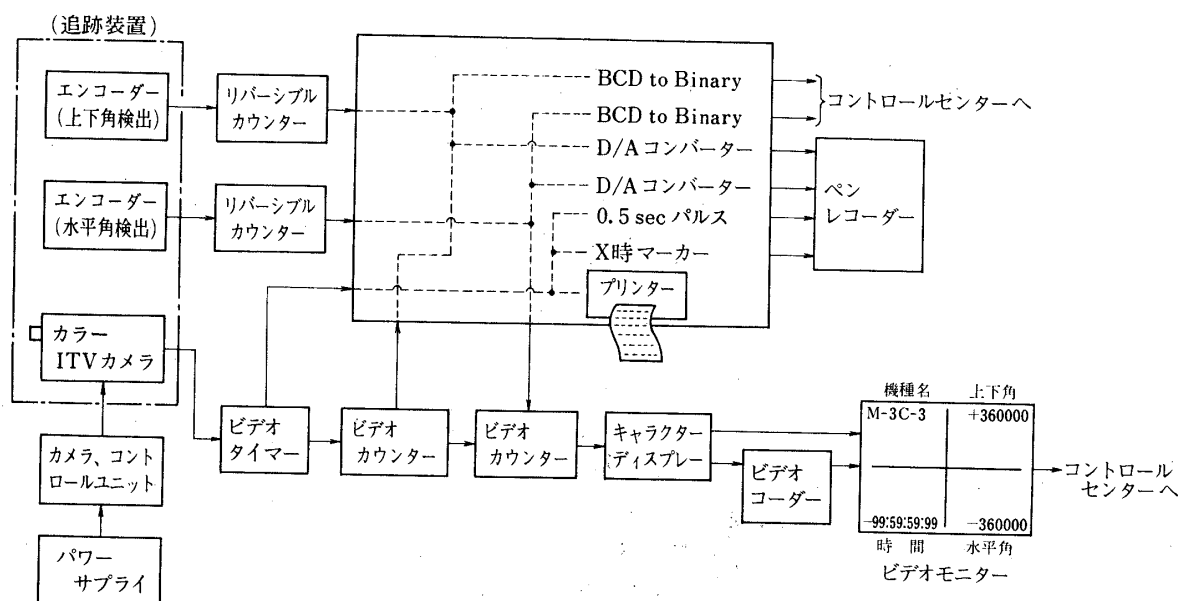 (追跡装置)
エンコーダー
(上下角検出)
リバーシブル
カウンター
BCD to Binary
BCD to Binary
コントロールセンターへ
D/Aコンバーター
D/Aコンバーター
ペン
レコーダー
エンコーダー
(水平角検出)
リバーシブル
カウンター
0.5 sec パルス
X時マーカー
プリンター
カラー
ITVカメラ
カメラ、コント
ロールユニット
パワー
サプライ
ビデオ
タイマー
ビデオ
カウンター
ビデオ
カウンター
キャラクター
ディスプレー
ビデオ
コーダー
機種名 上下角
M-3C-3 +360000
-99:59:59:99 -360000
時 間 水平角
ビデオモニター
コントロール
センターへ